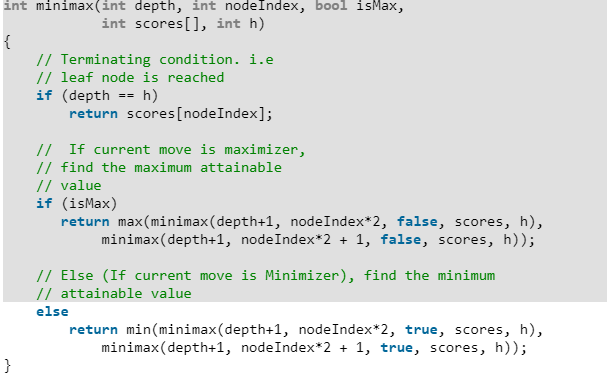 int minimax(int depth, int nodeIndex, bool isMax,
            int scores[], int h)
{
    // Terminating condition. i.e
    // leaf node is reached
    if (depth == h)
        return scores[nodeIndex];

    //  If current move is maximizer,
    // find the maximum attainable
    // value
    if (isMax)
       return max(minimax(depth+1, nodeIndex*2, false, scores, h),
            minimax(depth+1, nodeIndex*2 + 1, false, scores, h));

    // Else (If current move is Minimizer), find the minimum
    // attainable value
    else
        return min(minimax(depth+1, nodeIndex*2, true, scores, h),
            minimax(depth+1, nodeIndex*2 + 1, true, scores, h));
}